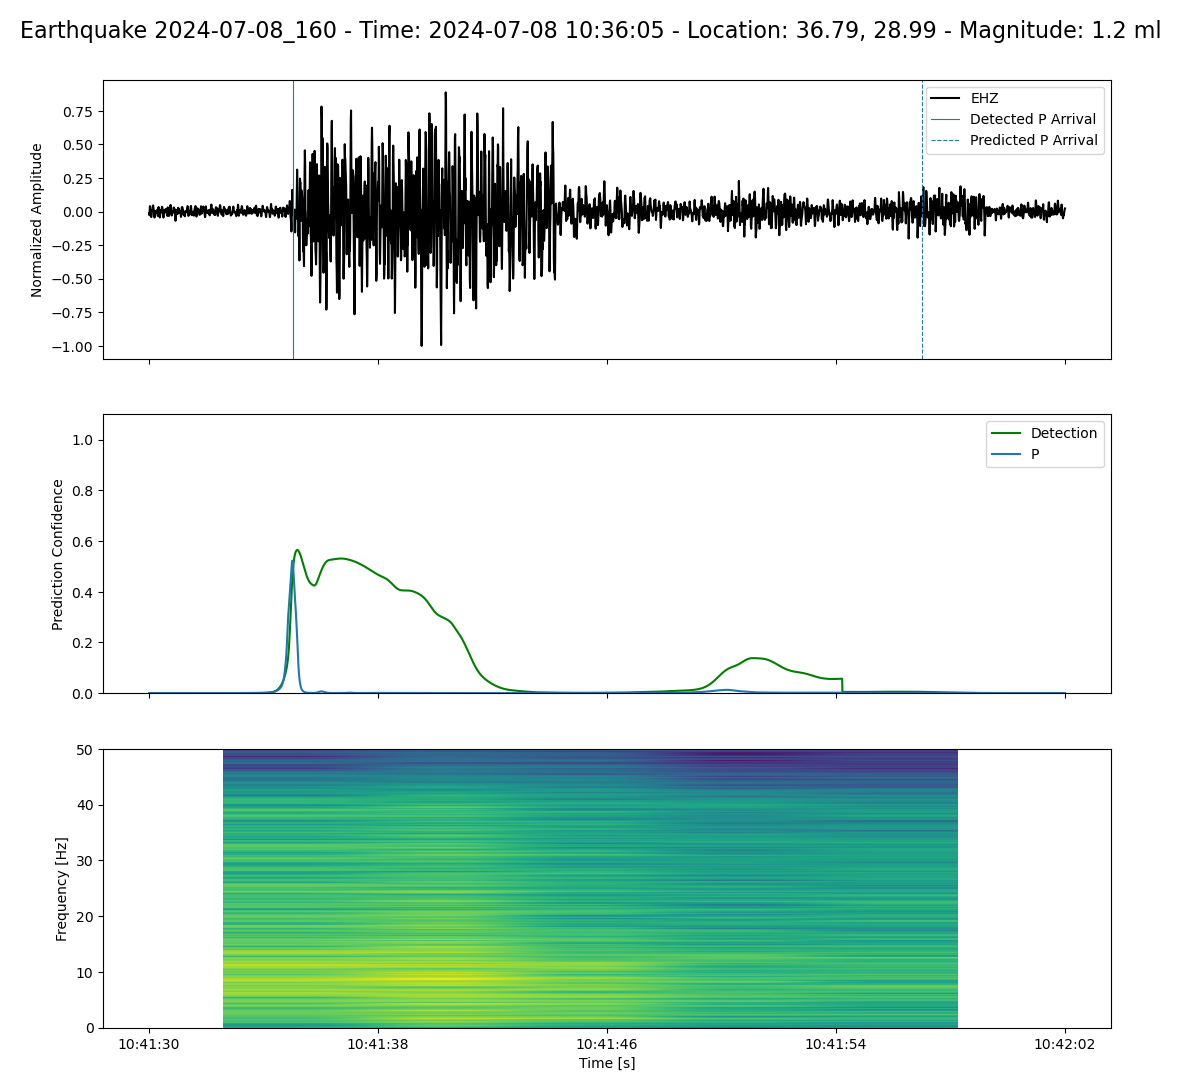 Earthquake 2024-07-08_160 - Time: 2024-07-08 10:36:05 - Location: 36.79, 28.99 - Magnitude: 1.2 ml
Normalized Amplitude
0.75
0.50
0.25
0.00
−0.25
−0.50
−0.75
−1.00
EHZ
Detected P Arrival
Predicted P Arrival
Prediction Confidence
1.0
0.8
0.6
0.4
0.2
0.0
Detection
P
Frequency [Hz]
50
40
30
20
10
0
10:41:30 10:41:38 10:41:46 10:41:54 10:42:02
Time [s]